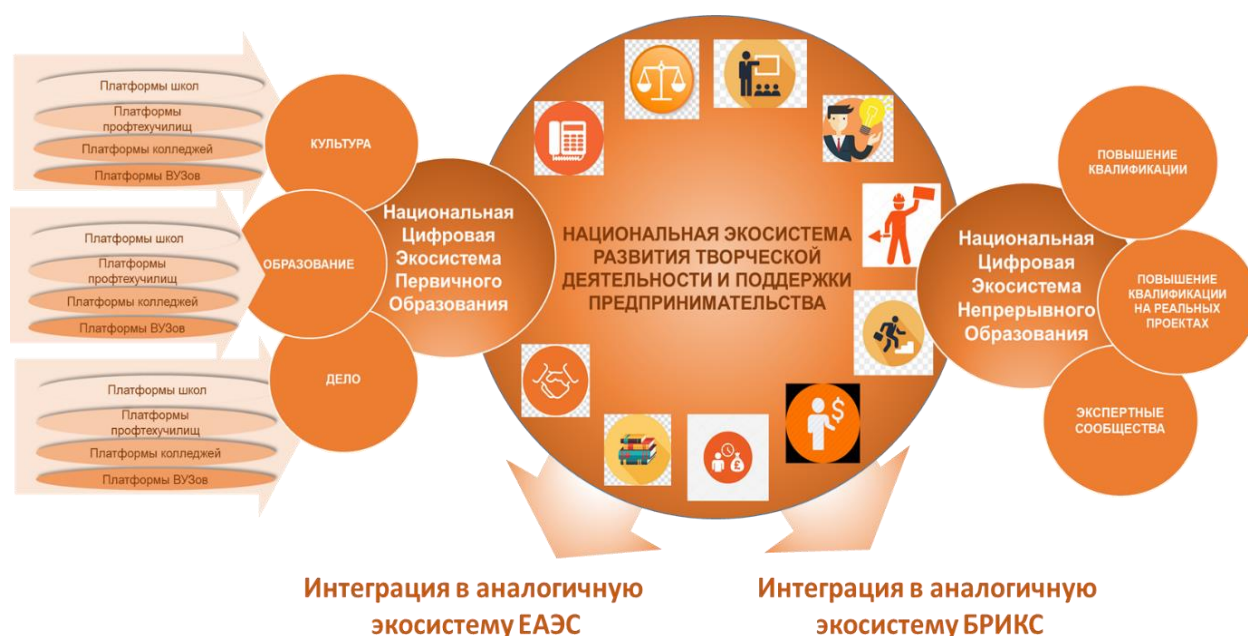 Платформы школ
Платформы
профтехучилищ
Платформы колледжей
Платформы ВУЗов
Платформы школ
Платформы
профтехучилищ
Платформы колледжей
Платформы ВУЗов
Платформы школ
Платформы
профтехучилищ
Платформы колледжей
Платформы ВУЗов
КУЛЬТУРА
ОБРАЗОВАНИЕ
ДЕЛО
Национальная
Цифровая
Экосистема
Первичного
Образования
НАЦИОНАЛЬНАЯ ЭКОСИСТЕМА
РАЗВИТИЯ ТВОРЧЕСКОЙ
ДЕЯТЕЛЬНОСТИ И ПОДДЕРЖКИ
ПРЕДПРИНИМАТЕЛЬСТВА
$
£
Национальная
Цифровая
Экосистема
Непрерывного
Образования
ПОВЫШЕНИЕ
КВАЛИФИКАЦИИ
ПОВЫШЕНИЕ
КВАЛИФИКАЦИИ
НА РЕАЛЬНЫХ
ПРОЕКТАХ
ЭКСПЕРТНЫЕ
СООБЩЕСТВА
Интеграция в аналогичную
экосистему ЕАЭС
Интеграция в аналогичную
экосистему БРИКС